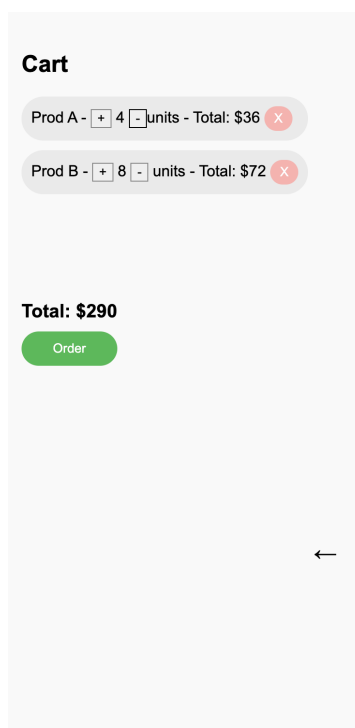 Cart
Prod A - + 4 -units - Total: $36 X
Prod B - + 8 - units - Total: $72 X
Total: $290
Order
←